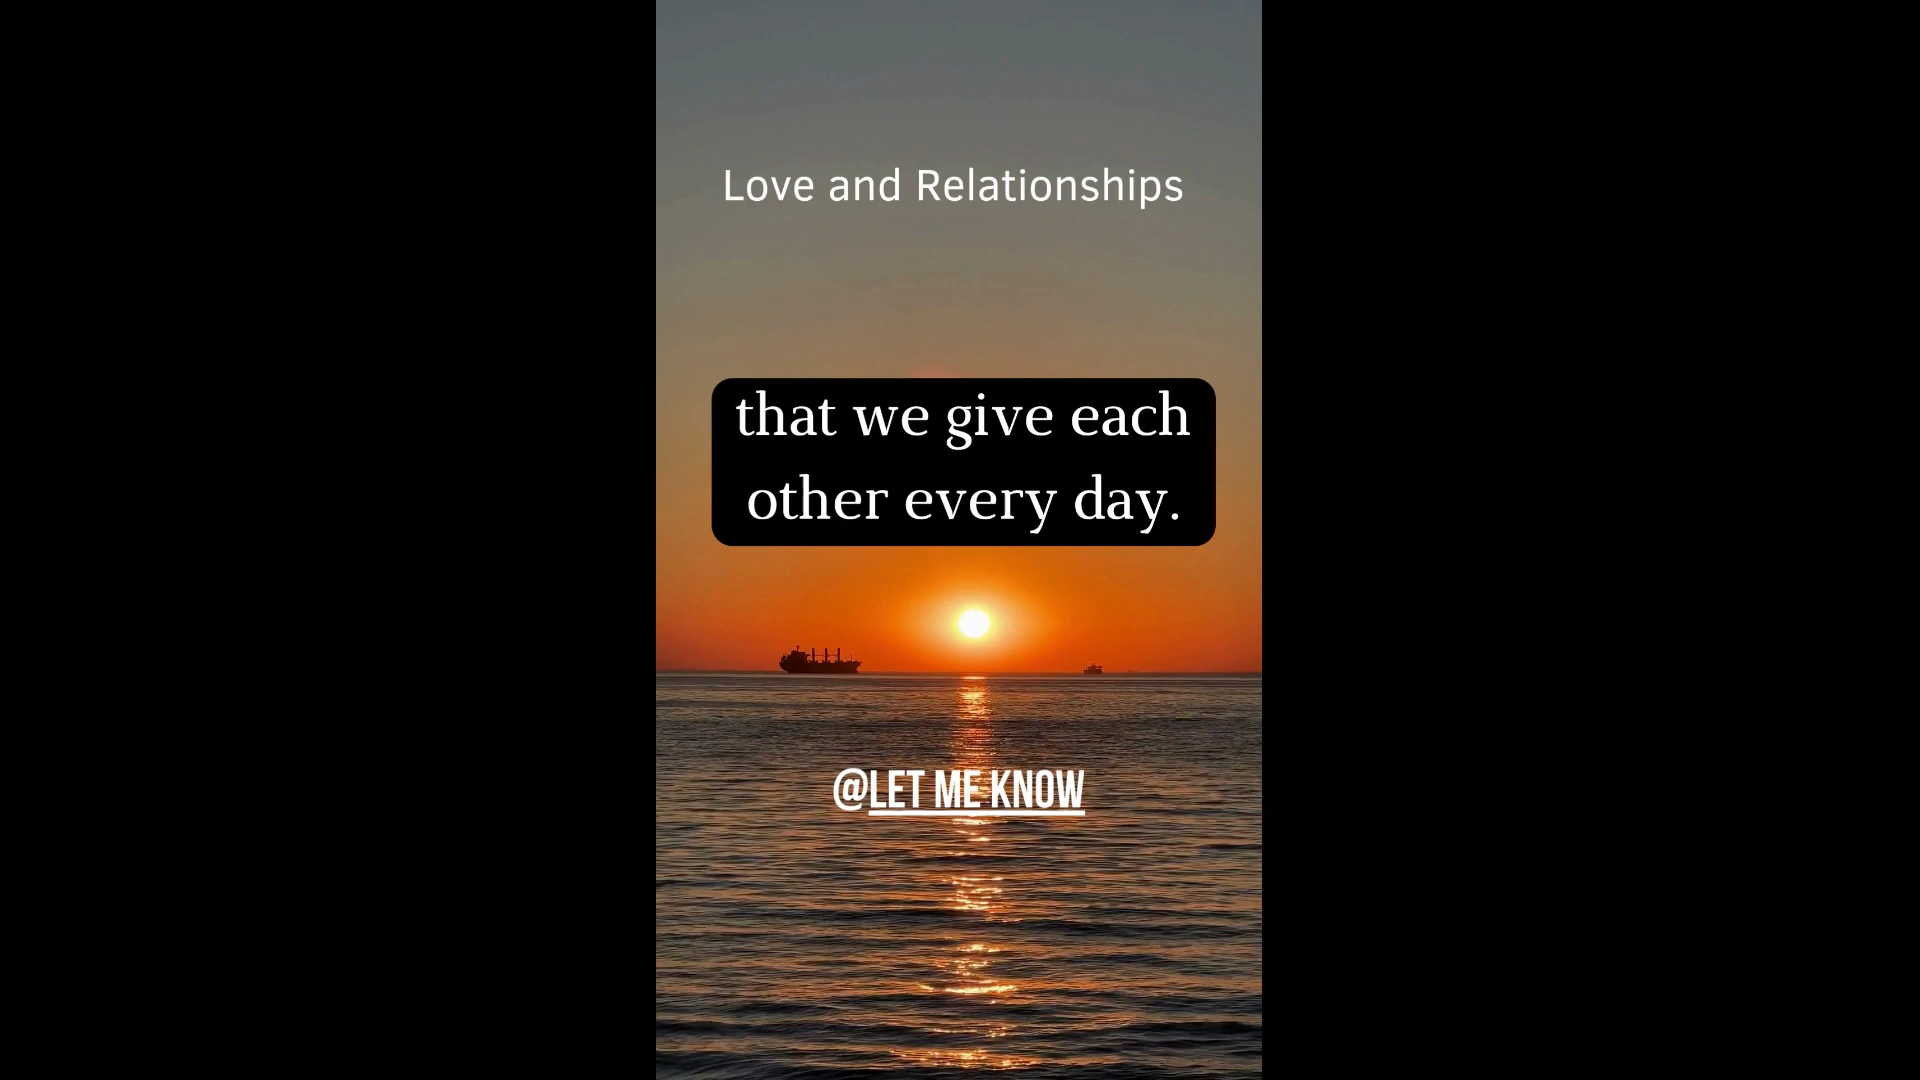 Love and Relationships
that we give each
other every day.
@LET ME KNOW